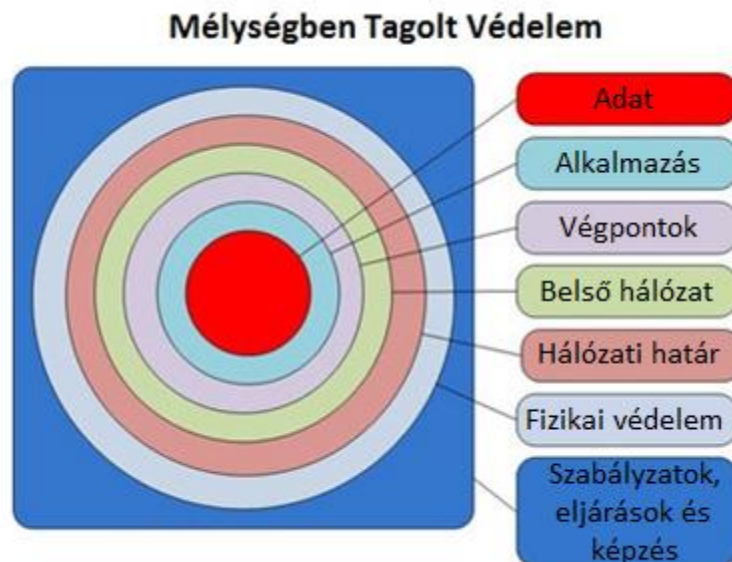 Mélységben Tagolt Védelem
Adat
Alkalmazás
Végpontok
Belső hálózat
Hálózati határ
Fizikai védelem
Szabályzatok,
eljárások és
képzés